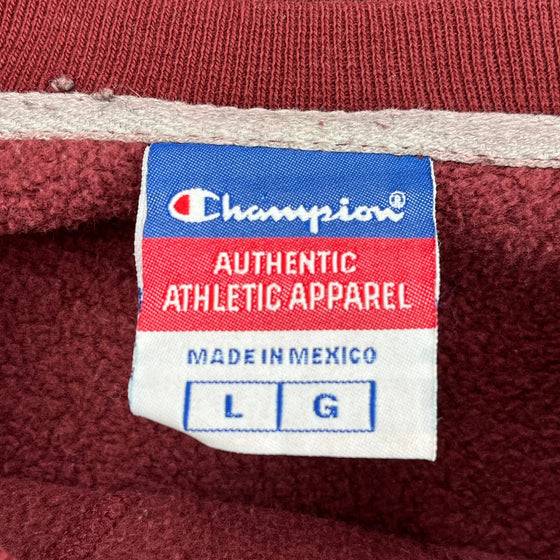 Champion®
AUTHENTIC
ATHLETIC APPAREL
MADE IN MEXICO
L G